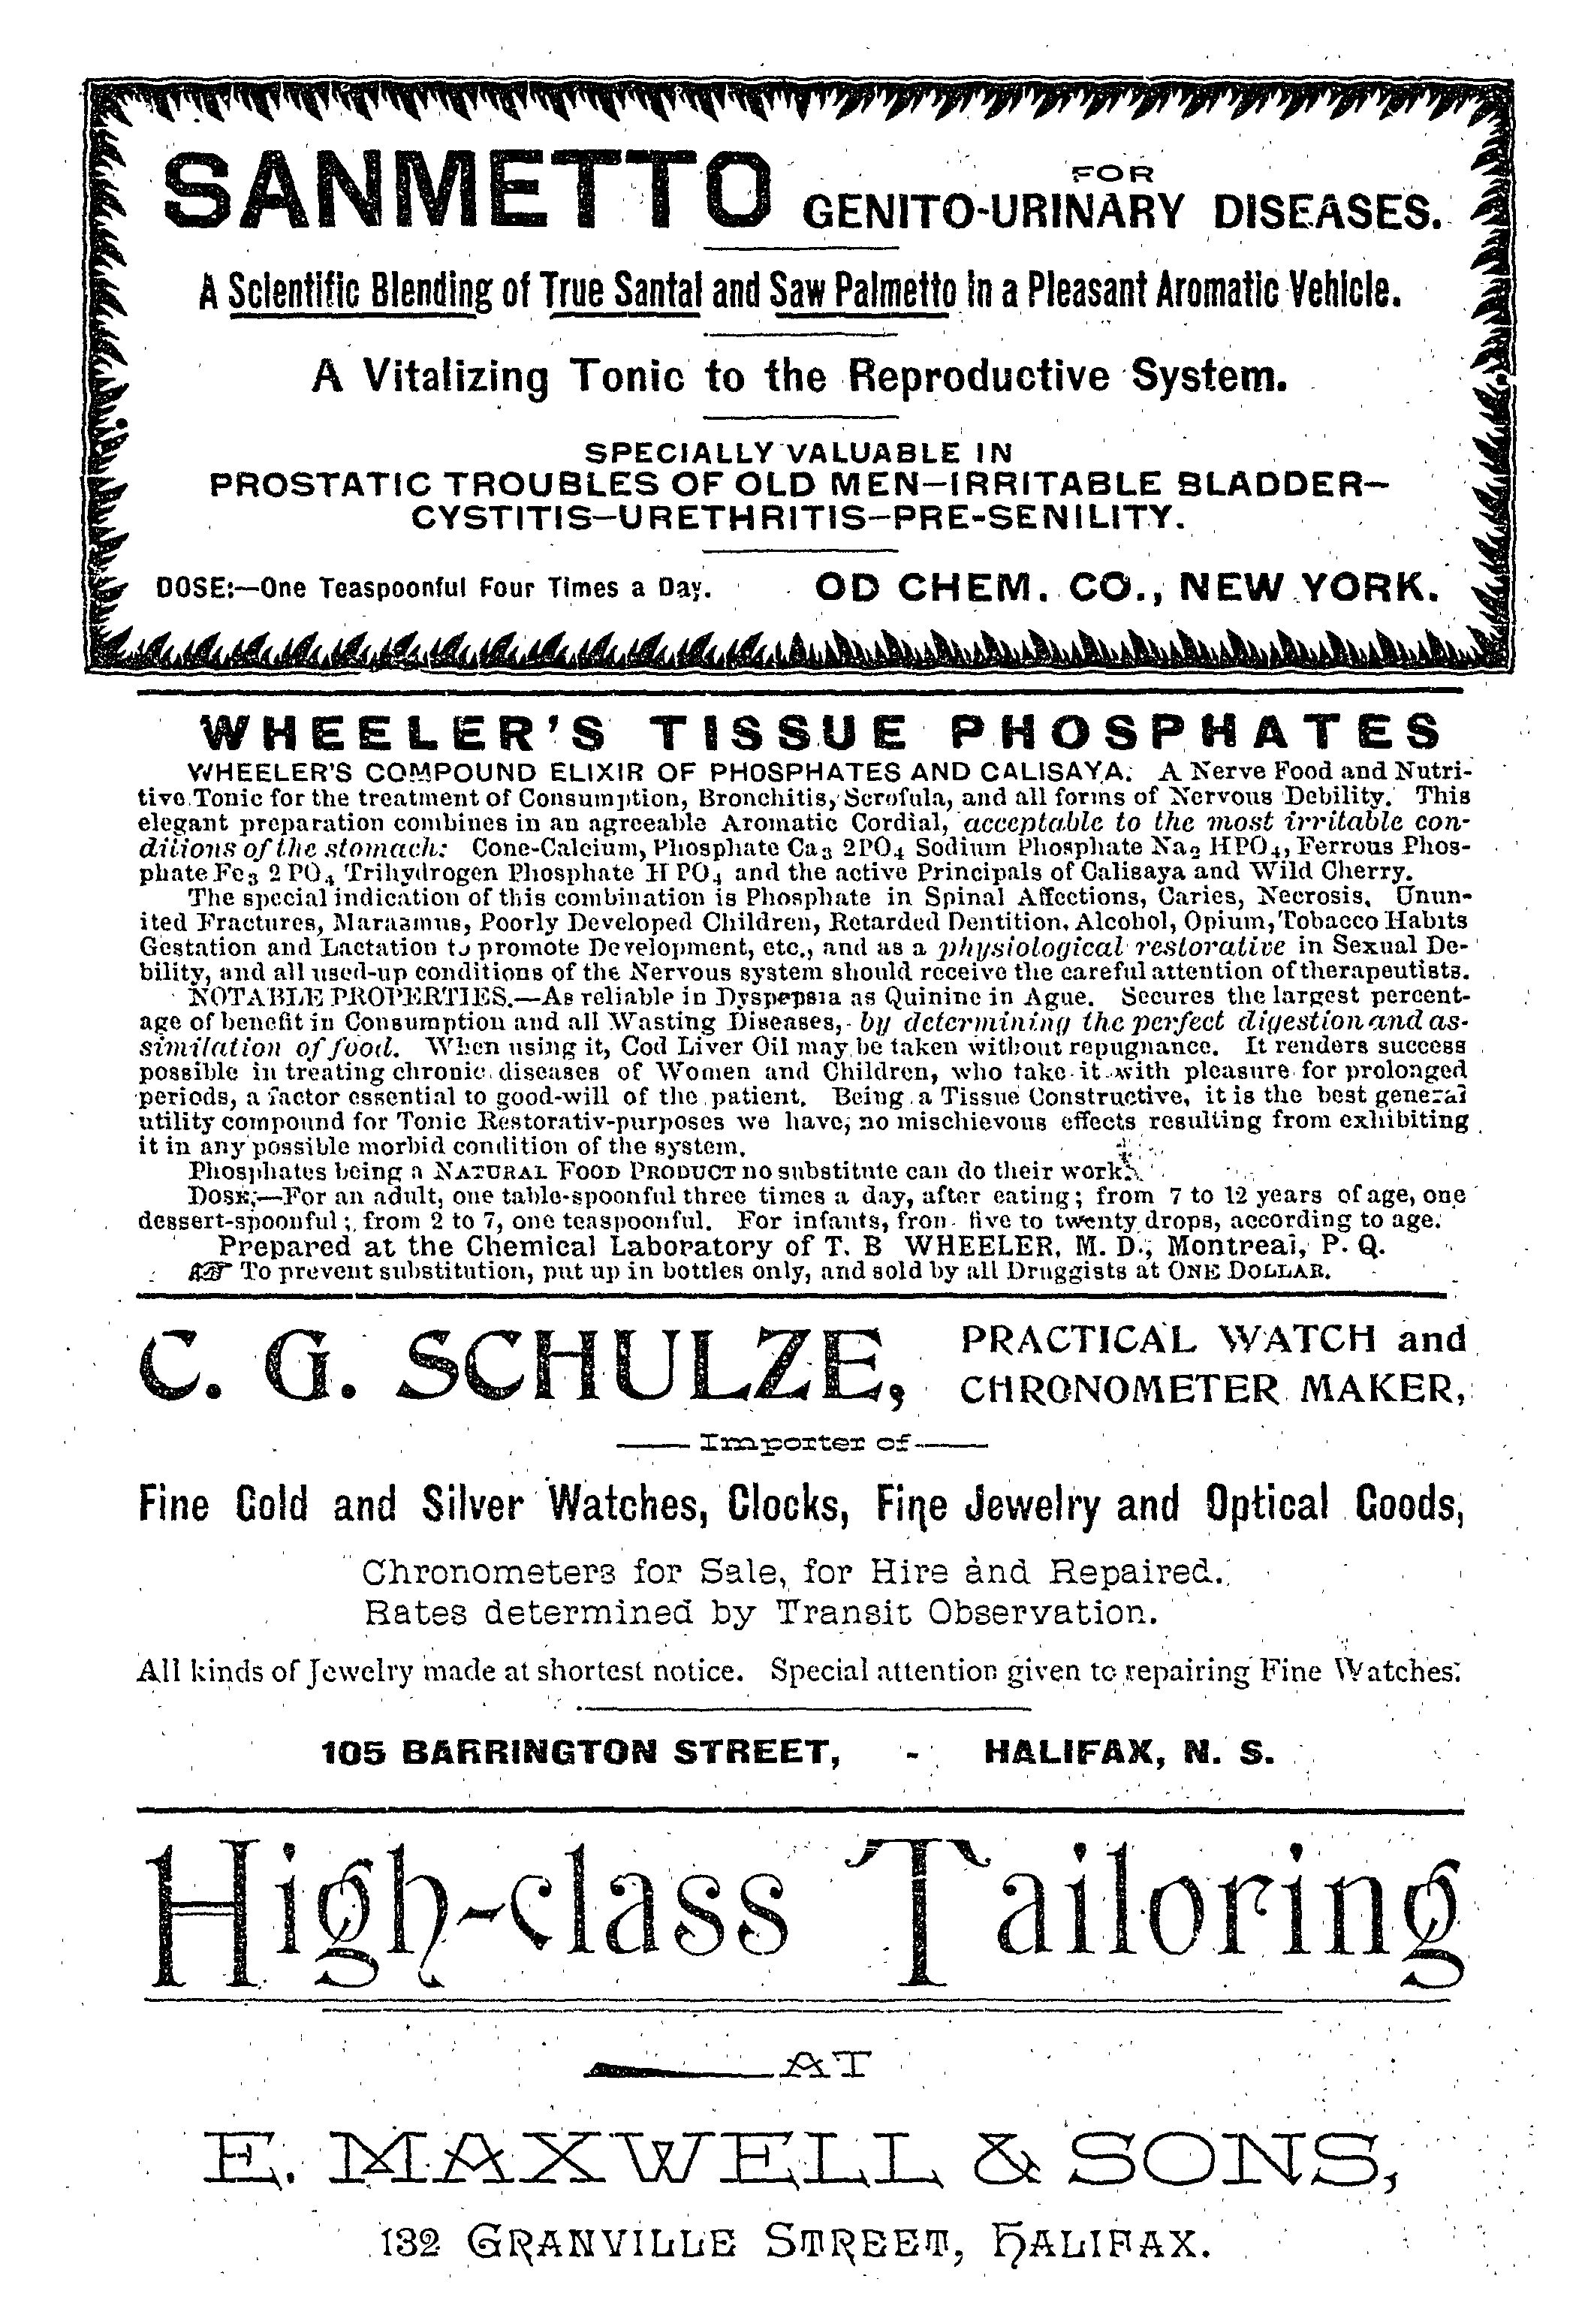 SANMETTO FOR GENITO-URINARY DISEASES.
A Scientific Blending of True Santal and Saw Palmetto in a Pleasant Aromatic Vehicle.
A Vitalizing Tonic to the Reproductive System.
SPECIALLY VALUABLE IN
PROSTATIC TROUBLES OF OLD MEN—IRRITABLE BLADDER—
CYSTITIS—URETHRITIS—PRE-SENILITY.
DOSE:—One Teaspoonful Four Times a Day. OD CHEM. CO., NEW YORK.
WHEELER'S TISSUE PHOSPHATES
WHEELER'S COMPOUND ELIXIR OF PHOSPHATES AND CALISAYA. A Nerve Food and Nutri-
tive Tonic for the treatment of Consumption, Bronchitis, Scrofula, and all forms of Nervous Debility. This
elegant preparation combines in an agreeable Aromatic Cordial, acceptable to the most irritable con-
ditions of the stomach: Cone-Calcium, Phosphate Ca₃ 2PO₄ Sodium Phosphate Na₂ HPO₄, Ferrous Phos-
phate Fe₃ 2 PO₄ Trihydrogen Phosphate H PO₄ and the active Principals of Calisaya and Wild Cherry.
The special indication of this combination is Phosphate in Spinal Affections, Caries, Necrosis, Unun-
ited Fractures, Marasmus, Poorly Developed Children, Retarded Dentition, Alcohol, Opium, Tobacco Habits
Gestation and Lactation to promote Development, etc., and as a physiological restorative in Sexual De-
bility, and all used-up conditions of the Nervous system should receive the careful attention of therapeutists.
NOTABLE PROPERTIES.—As reliable in Dyspepsia as Quinine in Ague. Secures the largest percent-
age of benefit in Consumption and all Wasting Diseases, by determining the perfect digestion and as-
similation of food. When using it, Cod Liver Oil may be taken without repugnance. It renders success
possible in treating chronic diseases of Women and Children, who take it with pleasure for prolonged
periods, a factor essential to good-will of the patient. Being a Tissue Constructive, it is the best general
utility compound for Tonic Restorativ-purposes we have, no mischievous effects resulting from exhibiting
it in any possible morbid condition of the system.
Phosphates being a NATURAL FOOD PRODUCT no substitute can do their work.
DOSE;—For an adult, one table-spoonful three times a day, after eating; from 7 to 12 years of age, one
dessert-spoonful; from 2 to 7, one teaspoonful. For infants, from five to twenty drops, according to age.
Prepared at the Chemical Laboratory of T. B WHEELER, M. D., Montreal, P. Q.
☞ To prevent substitution, put up in bottles only, and sold by all Druggists at ONE DOLLAR.
C. G. SCHULZE, PRACTICAL WATCH and
CHRONOMETER MAKER,
Importer of
Fine Gold and Silver Watches, Clocks, Fine Jewelry and Optical Goods,
Chronometers for Sale, for Hire and Repaired.
Rates determined by Transit Observation.
All kinds of Jewelry made at shortest notice. Special attention given to repairing Fine Watches.
105 BARRINGTON STREET, - HALIFAX, N. S.
High-class Tailoring
AT
E. MAXWELL & SONS,
132 GRANVILLE STREET, HALIFAX.